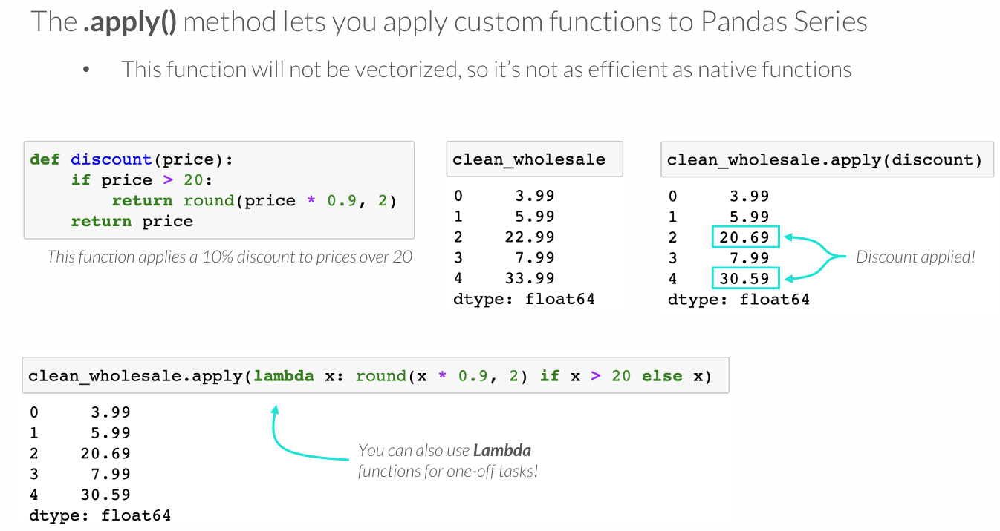 The .apply() method lets you apply custom functions to Pandas Series
• This function will not be vectorized, so it's not as efficient as native functions
def discount(price):
    if price > 20:
        return round(price * 0.9, 2)
    return price
This function applies a 10% discount to prices over 20
clean_wholesale
0     3.99
1     5.99
2    22.99
3     7.99
4    33.99
dtype: float64
clean_wholesale.apply(discount)
0     3.99
1     5.99
2    20.69
3     7.99
4    30.59
dtype: float64
Discount applied!
clean_wholesale.apply(lambda x: round(x * 0.9, 2) if x > 20 else x)
0     3.99
1     5.99
2    20.69
3     7.99
4    30.59
dtype: float64
You can also use Lambda
functions for one-off tasks!